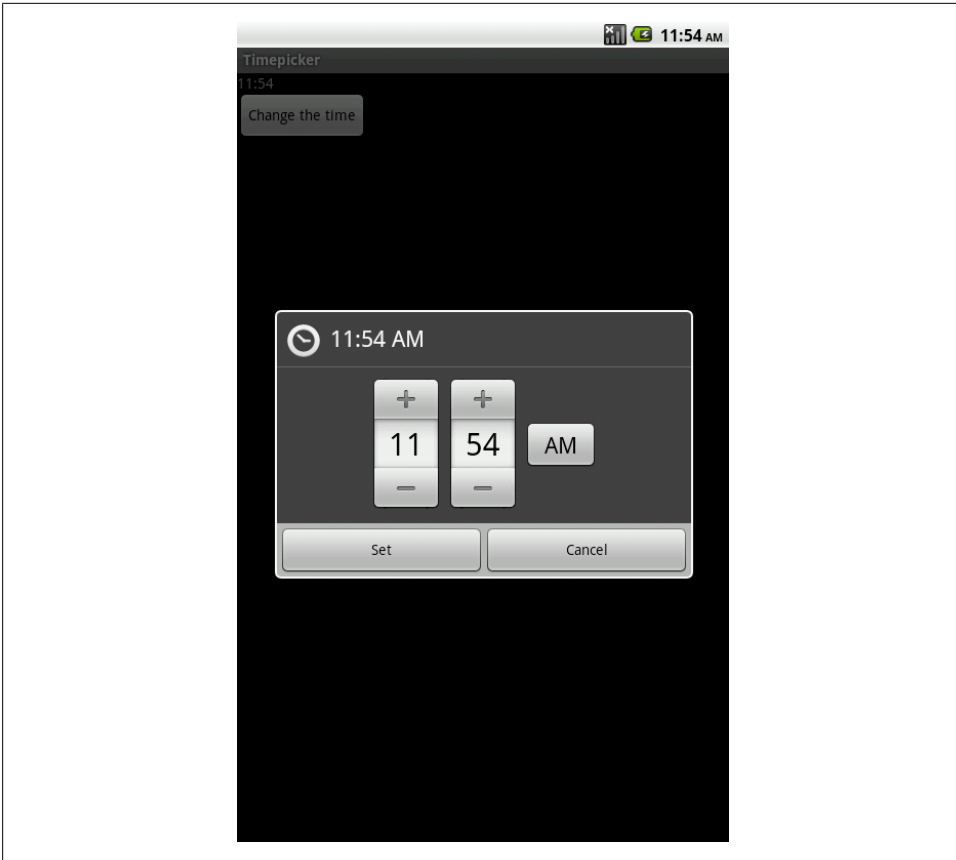 11:54 AM
Timepicker
11:54
Change the time
11:54 AM
+ +
11 54 AM
− −
Set Cancel